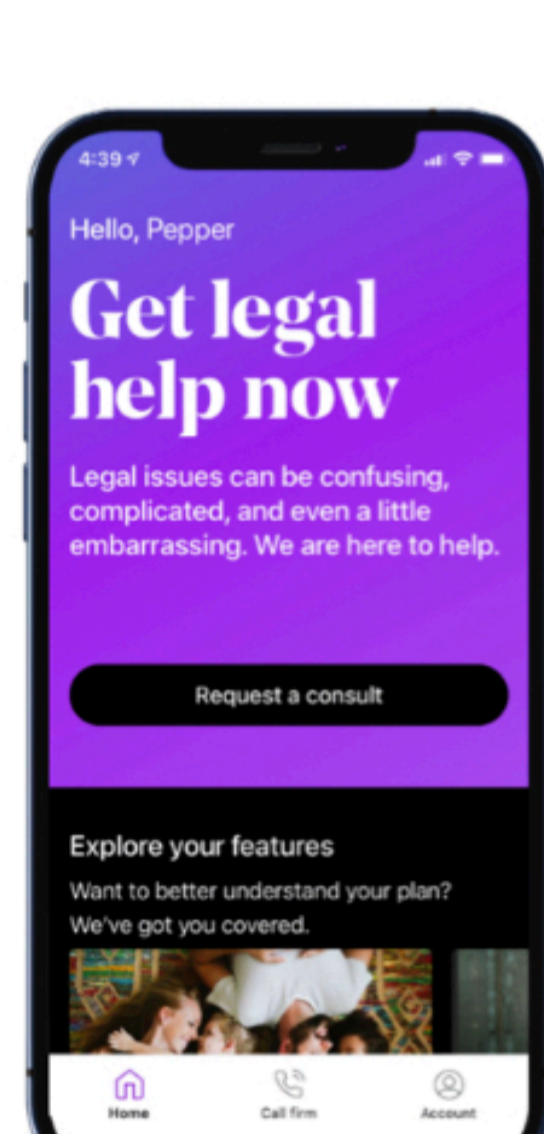 4:39
Hello, Pepper
Get legal
help now
Legal issues can be confusing,
complicated, and even a little
embarrassing. We are here to help.
Request a consult
Explore your features
Want to better understand your plan?
We've got you covered.
Home Call firm Account